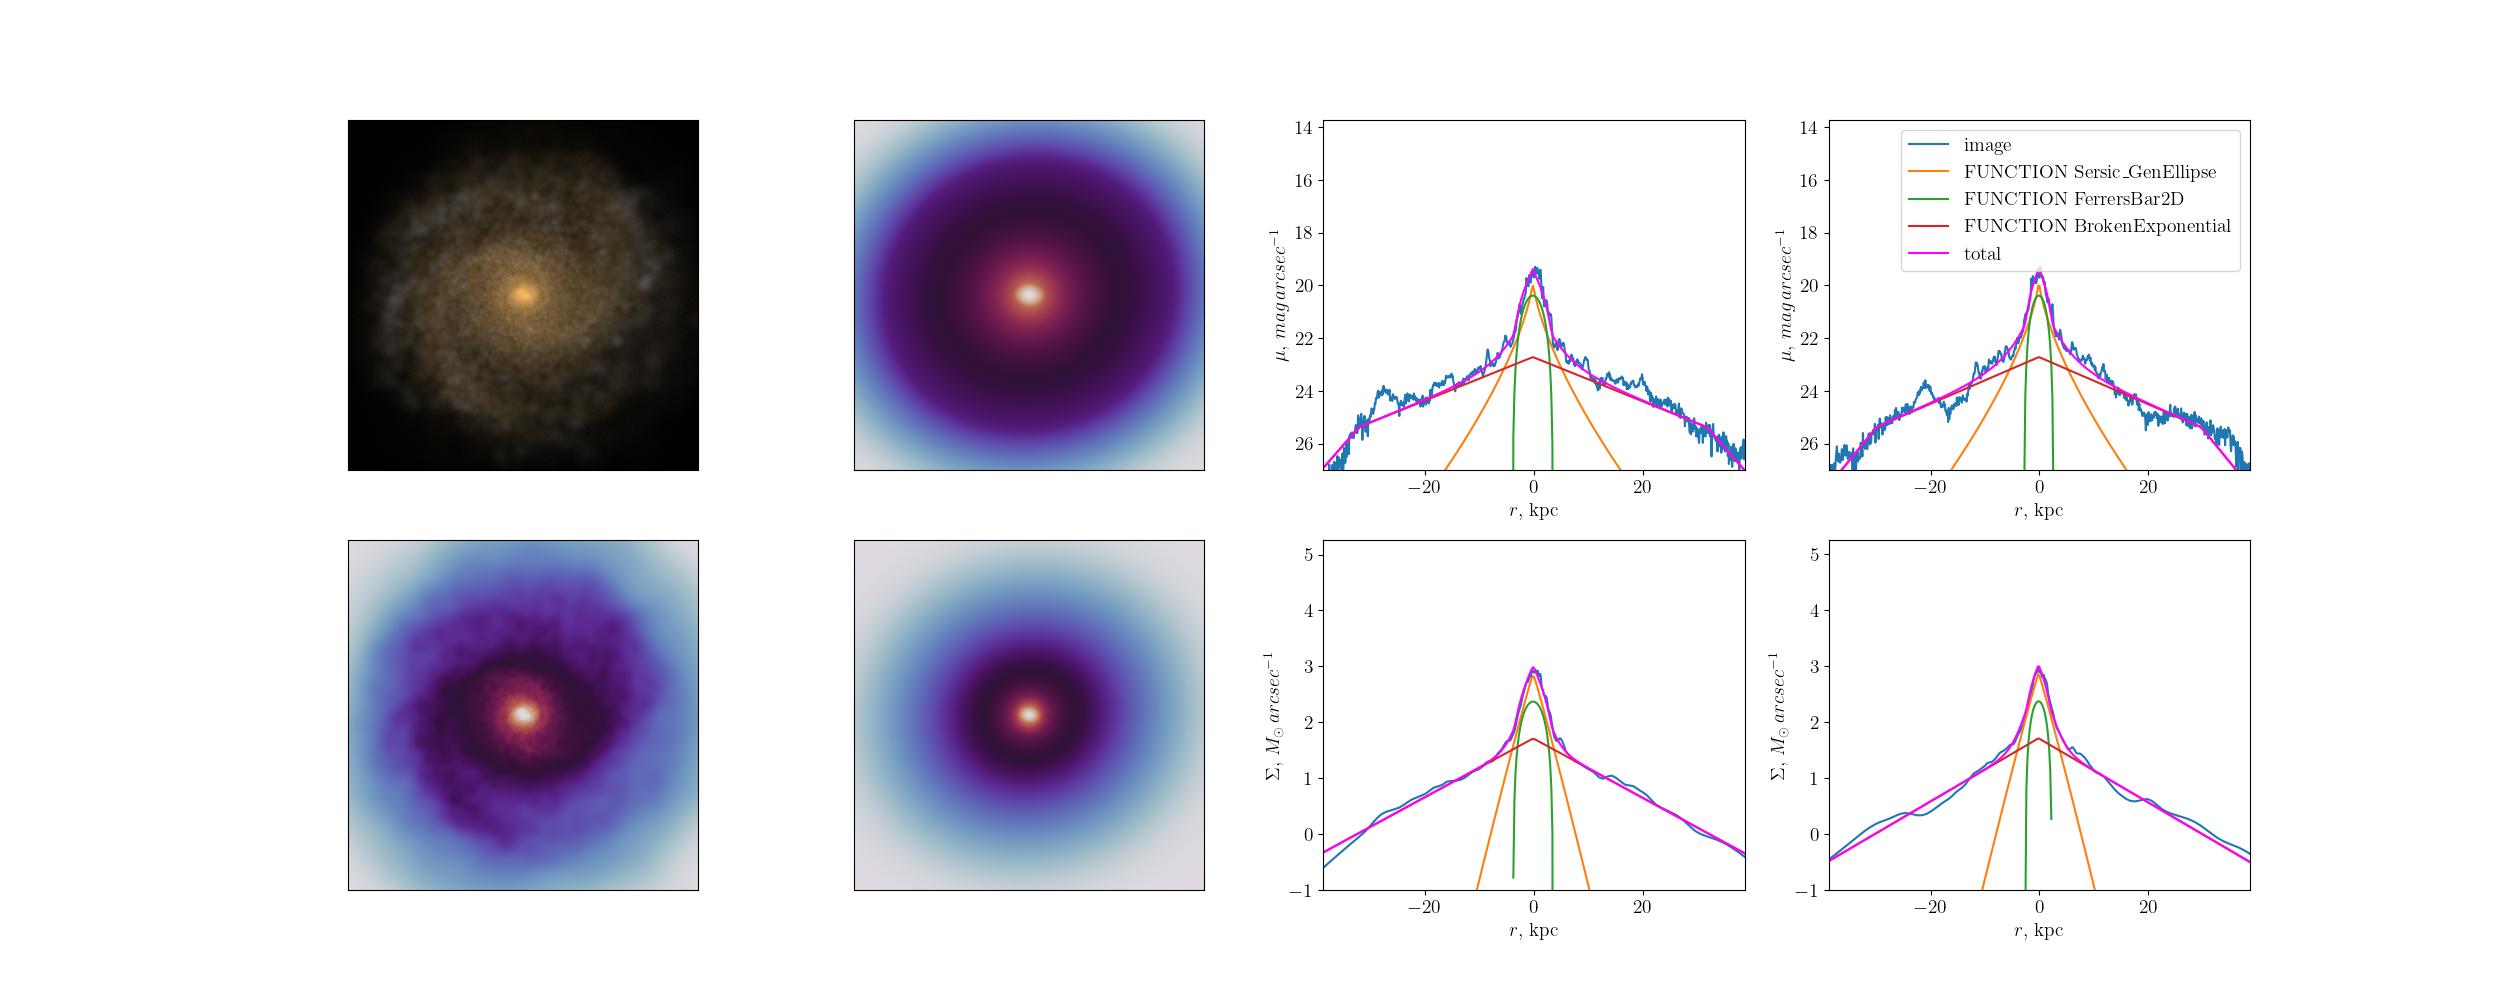 14
16
18
20
22
24
26
μ, mag arcsec⁻¹
−20 0 20
r, kpc
14
16
18
20
22
24
26
μ, mag arcsec⁻¹
image
FUNCTION Sersic_GenEllipse
FUNCTION FerrersBar2D
FUNCTION BrokenExponential
total
−20 0 20
r, kpc
5
4
3
2
1
0
−1
Σ, M⊙ arcsec⁻¹
−20 0 20
r, kpc
5
4
3
2
1
0
−1
Σ, M⊙ arcsec⁻¹
−20 0 20
r, kpc